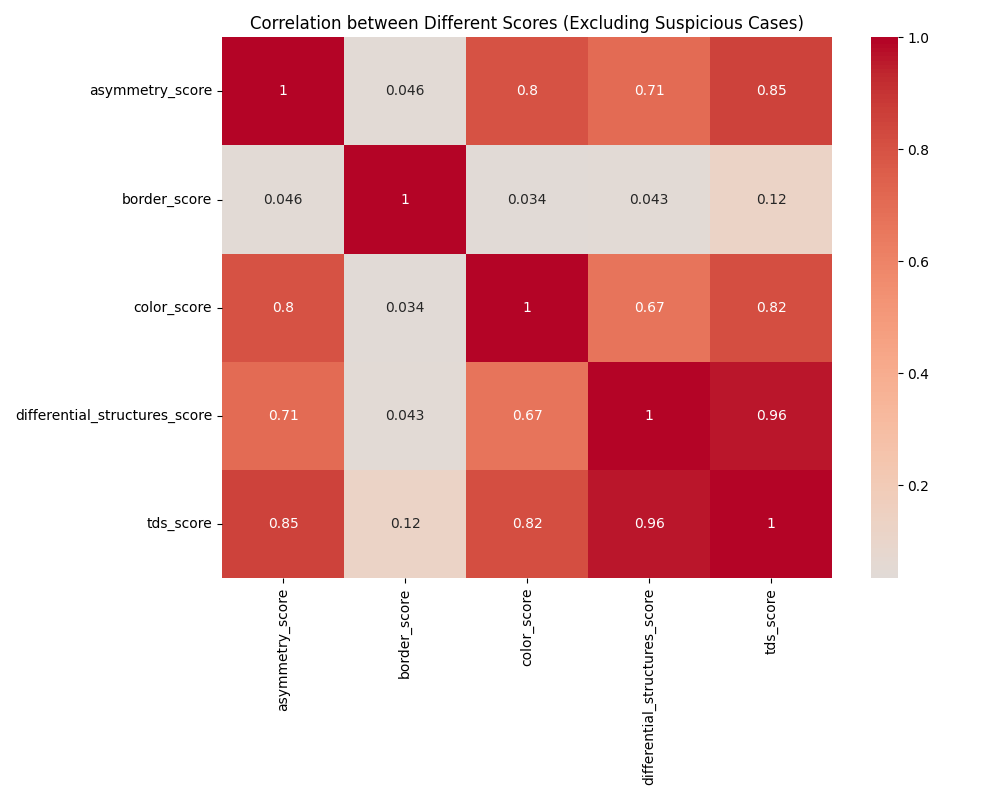 Correlation between Different Scores (Excluding Suspicious Cases)
asymmetry_score 1 0.046 0.8 0.71 0.85
border_score 0.046 1 0.034 0.043 0.12
color_score 0.8 0.034 1 0.67 0.82
differential_structures_score 0.71 0.043 0.67 1 0.96
tds_score 0.85 0.12 0.82 0.96 1
asymmetry_score
border_score
color_score
differential_structures_score
tds_score
1.0
0.8
0.6
0.4
0.2